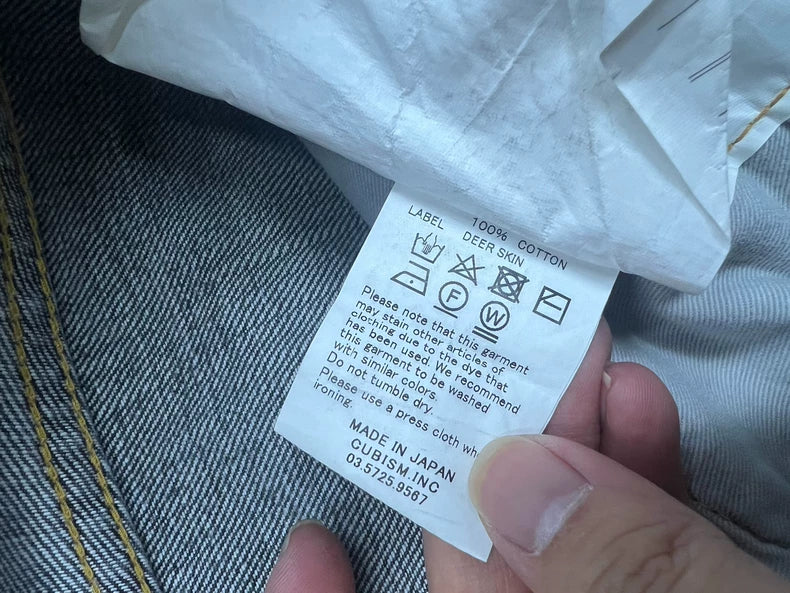 100% COTTON
LABEL DEER SKIN
F W
Please note that this garment
may stain other articles of
clothing due to the dye that
has been used. We recommend
this garment to be washed
with similar colors.
Do not tumble dry.
Please use a press cloth
ironing.
MADE IN JAPAN
CUBISM.INC
03.5725.9567